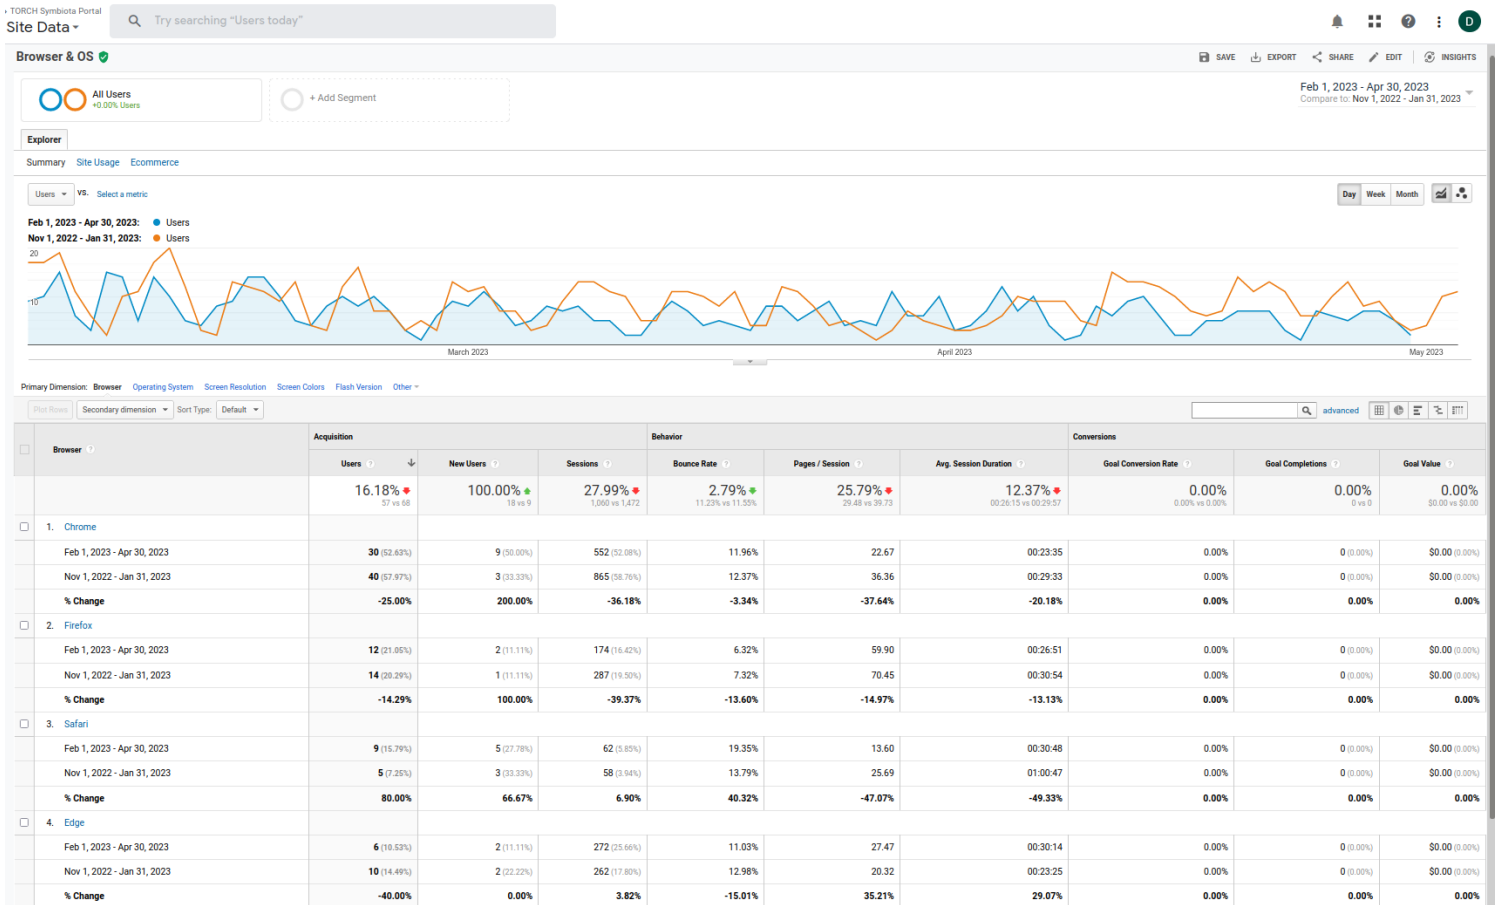 TORCH Symbiota Portal
Site Data
Try searching “Users today”
D
Browser & OS
SAVE EXPORT SHARE EDIT INSIGHTS
All Users
+0.00% Users
+ Add Segment
Feb 1, 2023 - Apr 30, 2023
Compare to: Nov 1, 2022 - Jan 31, 2023
Explorer
Summary Site Usage Ecommerce
Users VS. Select a metric
Day Week Month
Feb 1, 2023 - Apr 30, 2023: Users
Nov 1, 2022 - Jan 31, 2023: Users
20
10
March 2023 April 2023 May 2023
Primary Dimension: Browser Operating System Screen Resolution Screen Colors Flash Version Other
Plot Rows Secondary dimension Sort Type: Default advanced
Browser Acquisition Behavior Conversions
Users New Users Sessions Bounce Rate Pages / Session Avg. Session Duration Goal Conversion Rate Goal Completions Goal Value
16.18% 100.00% 27.99% 2.79% 25.79% 12.37% 0.00% 0.00% 0.00%
57 vs 68 18 vs 9 1,060 vs 1,472 11.23% vs 11.55% 29.48 vs 39.73 00:26:15 vs 00:29:57 0.00% vs 0.00% 0 vs 0 $0.00 vs $0.00
1. Chrome
Feb 1, 2023 - Apr 30, 2023 30 (52.63%) 9 (50.00%) 552 (52.08%) 11.96% 22.67 00:23:35 0.00% 0 (0.00%) $0.00 (0.00%)
Nov 1, 2022 - Jan 31, 2023 40 (57.97%) 3 (33.33%) 865 (58.76%) 12.37% 36.36 00:29:33 0.00% 0 (0.00%) $0.00 (0.00%)
% Change -25.00% 200.00% -36.18% -3.34% -37.64% -20.18% 0.00% 0.00% 0.00%
2. Firefox
Feb 1, 2023 - Apr 30, 2023 12 (21.05%) 2 (11.11%) 174 (16.42%) 6.32% 59.90 00:26:51 0.00% 0 (0.00%) $0.00 (0.00%)
Nov 1, 2022 - Jan 31, 2023 14 (20.29%) 1 (11.11%) 287 (19.50%) 7.32% 70.45 00:30:54 0.00% 0 (0.00%) $0.00 (0.00%)
% Change -14.29% 100.00% -39.37% -13.60% -14.97% -13.13% 0.00% 0.00% 0.00%
3. Safari
Feb 1, 2023 - Apr 30, 2023 9 (15.79%) 5 (27.78%) 62 (5.85%) 19.35% 13.60 00:30:48 0.00% 0 (0.00%) $0.00 (0.00%)
Nov 1, 2022 - Jan 31, 2023 5 (7.25%) 3 (33.33%) 58 (3.94%) 13.79% 25.69 01:00:47 0.00% 0 (0.00%) $0.00 (0.00%)
% Change 80.00% 66.67% 6.90% 40.32% -47.07% -49.33% 0.00% 0.00% 0.00%
4. Edge
Feb 1, 2023 - Apr 30, 2023 6 (10.53%) 2 (11.11%) 272 (25.66%) 11.03% 27.47 00:30:14 0.00% 0 (0.00%) $0.00 (0.00%)
Nov 1, 2022 - Jan 31, 2023 10 (14.49%) 2 (22.22%) 262 (17.80%) 12.98% 20.32 00:23:25 0.00% 0 (0.00%) $0.00 (0.00%)
% Change -40.00% 0.00% 3.82% -15.01% 35.21% 29.07% 0.00% 0.00% 0.00%